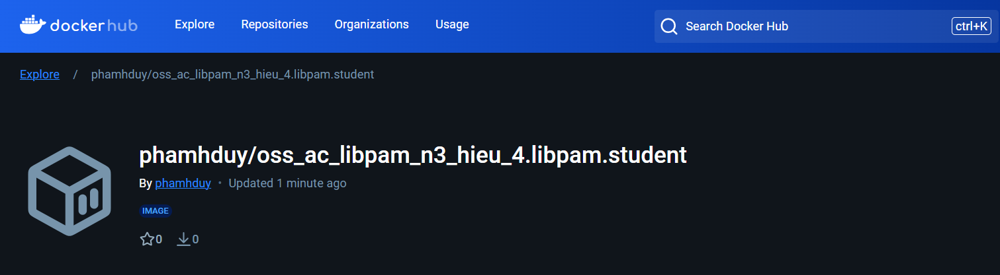 docker hub Explore Repositories Organizations Usage Search Docker Hub ctrl+K
Explore / phamhduy/oss_ac_libpam_n3_hieu_4.libpam.student
phamhduy/oss_ac_libpam_n3_hieu_4.libpam.student
By phamhduy • Updated 1 minute ago
IMAGE
0 0